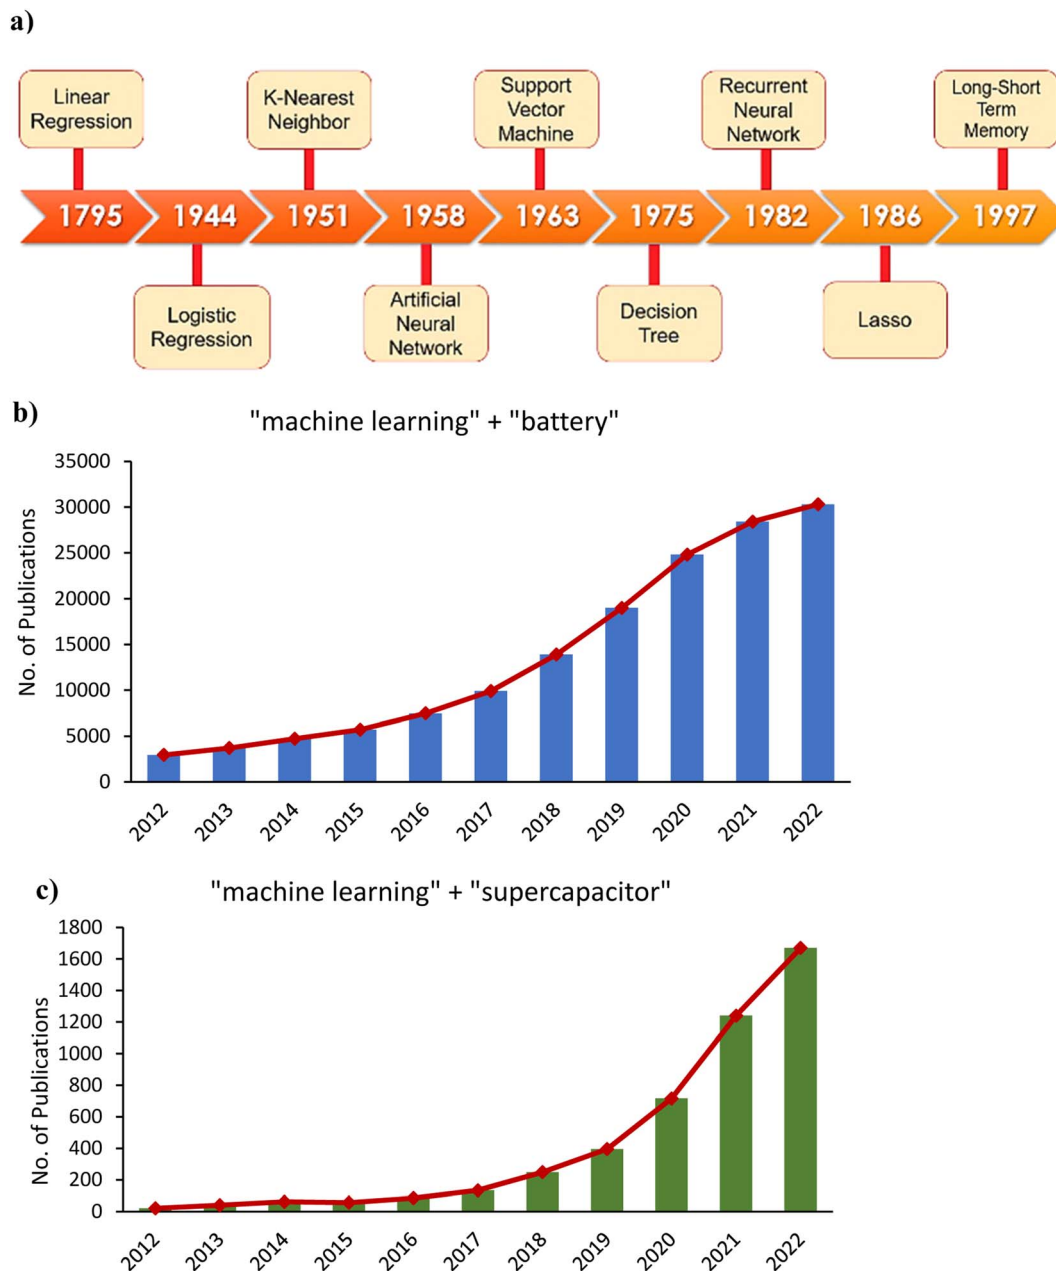 a)
Linear
Regression
K-Nearest
Neighbor
Support
Vector
Machine
Recurrent
Neural
Network
Long-Short
Term
Memory
1795 1944 1951 1958 1963 1975 1982 1986 1997
Logistic
Regression
Artificial
Neural
Network
Decision
Tree
Lasso
b)
"machine learning" + "battery"
No. of Publications
35000
30000
25000
20000
15000
10000
5000
0
2012 2013 2014 2015 2016 2017 2018 2019 2020 2021 2022
c)
"machine learning" + "supercapacitor"
No. of Publications
1800
1600
1400
1200
1000
800
600
400
200
0
2012 2013 2014 2015 2016 2017 2018 2019 2020 2021 2022